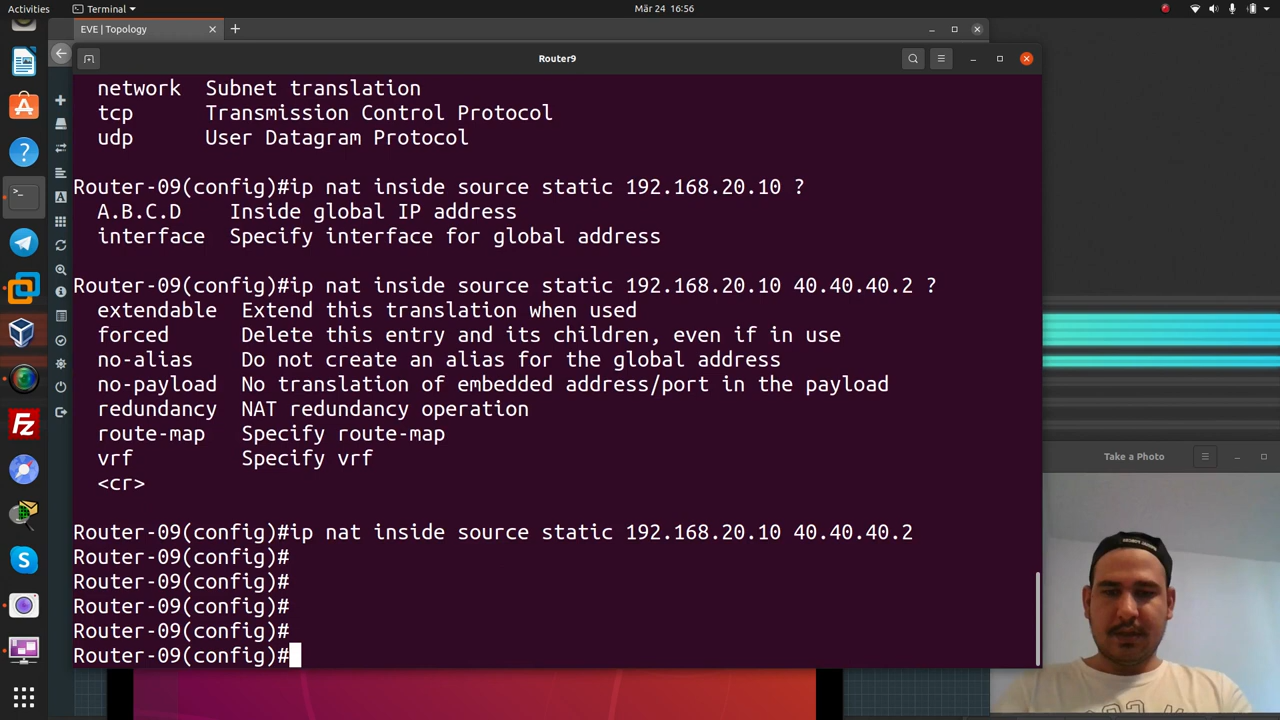 Activities
Terminal
Mär 24 16:56
EVE | Topology
Router9
network Subnet translation
tcp Transmission Control Protocol
udp User Datagram Protocol
Router-09(config)#ip nat inside source static 192.168.20.10 ?
A.B.C.D Inside global IP address
interface Specify interface for global address
Router-09(config)#ip nat inside source static 192.168.20.10 40.40.40.2 ?
extendable Extend this translation when used
forced Delete this entry and its children, even if in use
no-alias Do not create an alias for the global address
no-payload No translation of embedded address/port in the payload
redundancy NAT redundancy operation
route-map Specify route-map
vrf Specify vrf
<cr>
Router-09(config)#ip nat inside source static 192.168.20.10 40.40.40.2
Router-09(config)#
Router-09(config)#
Router-09(config)#
Router-09(config)#
Router-09(config)#
Take a Photo